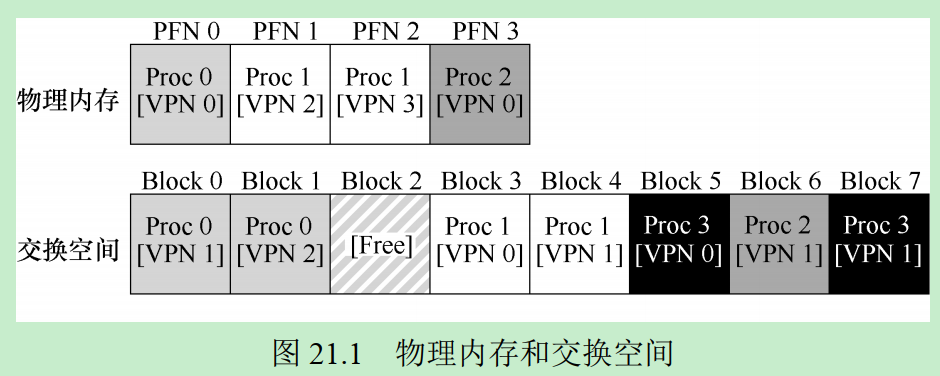 PFN 0 PFN 1 PFN 2 PFN 3
物理内存
Proc 0 Proc 1 Proc 1 Proc 2
[VPN 0] [VPN 2] [VPN 3] [VPN 0]
Block 0 Block 1 Block 2 Block 3 Block 4 Block 5 Block 6 Block 7
交换空间
Proc 0 Proc 0 [Free] Proc 1 Proc 1 Proc 3 Proc 2 Proc 3
[VPN 1] [VPN 2] [VPN 0] [VPN 1] [VPN 0] [VPN 1] [VPN 1]
图 21.1 物理内存和交换空间